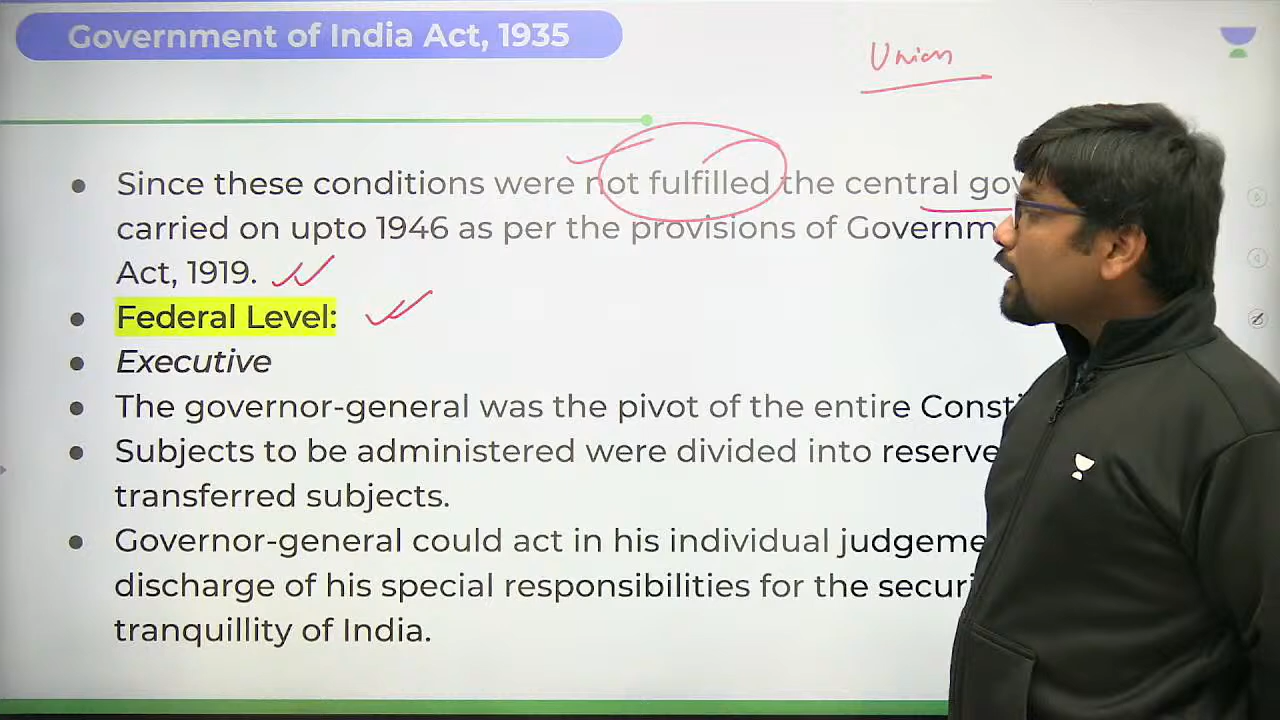 Government of India Act, 1935
Union
Since these conditions were not fulfilled the central gov
carried on upto 1946 as per the provisions of Governm
Act, 1919.
Federal Level:
Executive
The governor-general was the pivot of the entire Consti
Subjects to be administered were divided into reserve
transferred subjects.
Governor-general could act in his individual judgeme
discharge of his special responsibilities for the securi
tranquillity of India.